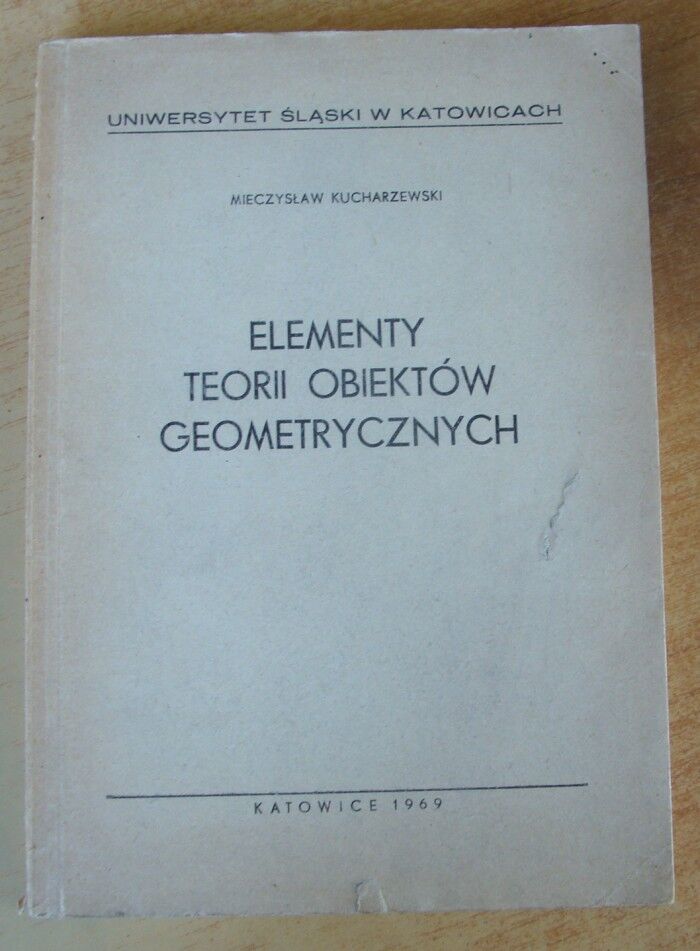 UNIWERSYTET ŚLĄSKI W KATOWICACH
MIECZYSŁAW KUCHARZEWSKI
ELEMENTY
TEORII OBIEKTÓW
GEOMETRYCZNYCH
KATOWICE 1969